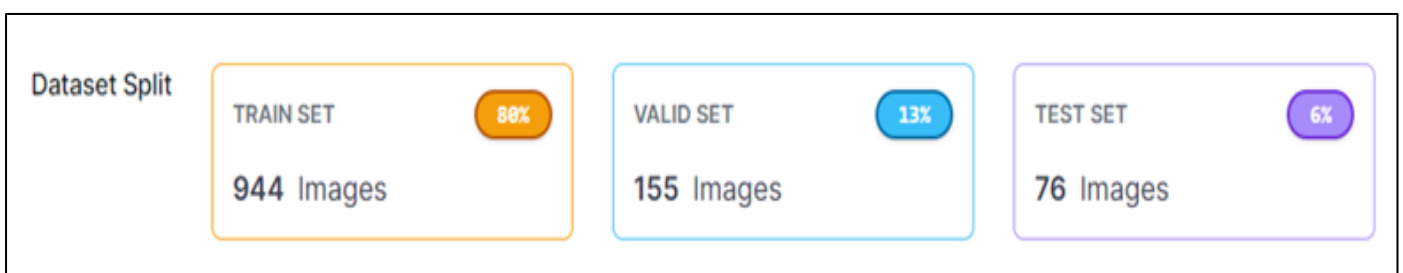 Dataset Split
TRAIN SET 80%
944 Images
VALID SET 13%
155 Images
TEST SET 6%
76 Images